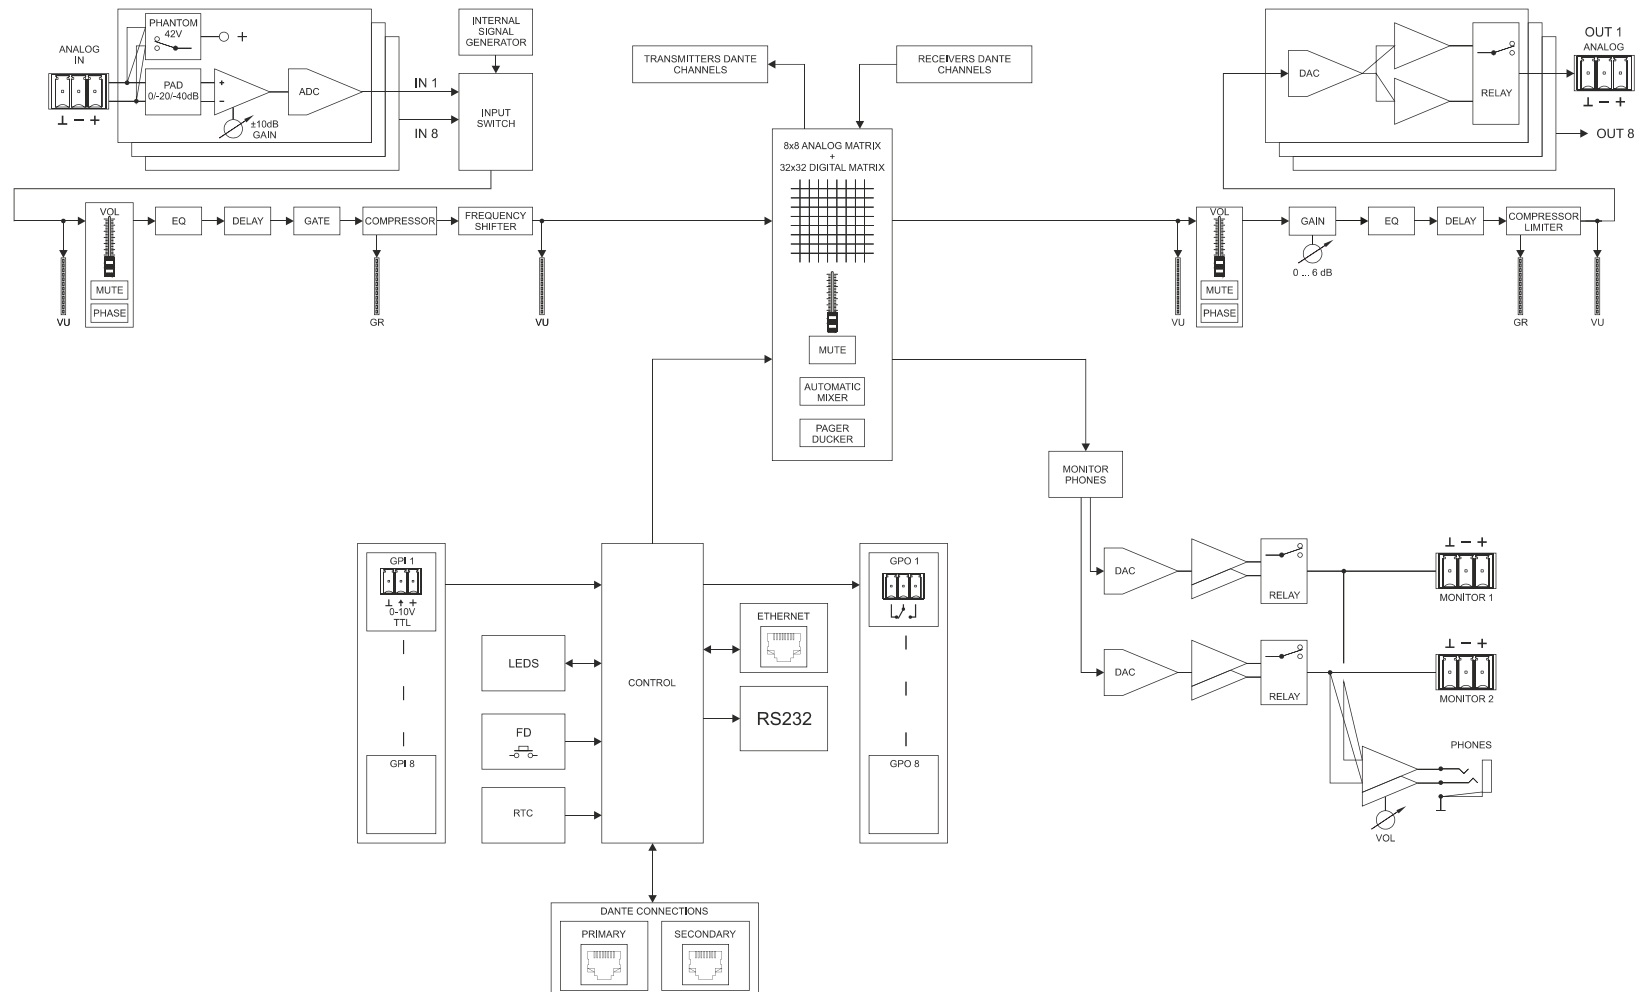 ANALOG
IN
⊥ − +
PHANTOM
42V
+
PAD
0/-20/-40dB
+
−
±10dB
GAIN
ADC
IN 1
IN 8
INTERNAL
SIGNAL
GENERATOR
INPUT
SWITCH
TRANSMITTERS DANTE
CHANNELS
RECEIVERS DANTE
CHANNELS
DAC
RELAY
OUT 1
ANALOG
⊥ − +
OUT 8
VU
VOL
MUTE
PHASE
EQ
DELAY
GATE
COMPRESSOR
GR
FREQUENCY
SHIFTER
VU
8x8 ANALOG MATRIX
+
32x32 DIGITAL MATRIX
MUTE
AUTOMATIC
MIXER
PAGER
DUCKER
VU
VOL
MUTE
PHASE
GAIN
0 ... 6 dB
EQ
DELAY
COMPRESSOR
LIMITER
GR
VU
MONITOR
PHONES
GPI 1
⊥ ↑ +
0-10V
TTL
GPI 8
LEDS
FD
RTC
CONTROL
GPO 1
GPO 8
ETHERNET
RS232
DAC
RELAY
⊥ − +
MONITOR 1
DAC
RELAY
⊥ − +
MONITOR 2
PHONES
VOL
DANTE CONNECTIONS
PRIMARY
SECONDARY